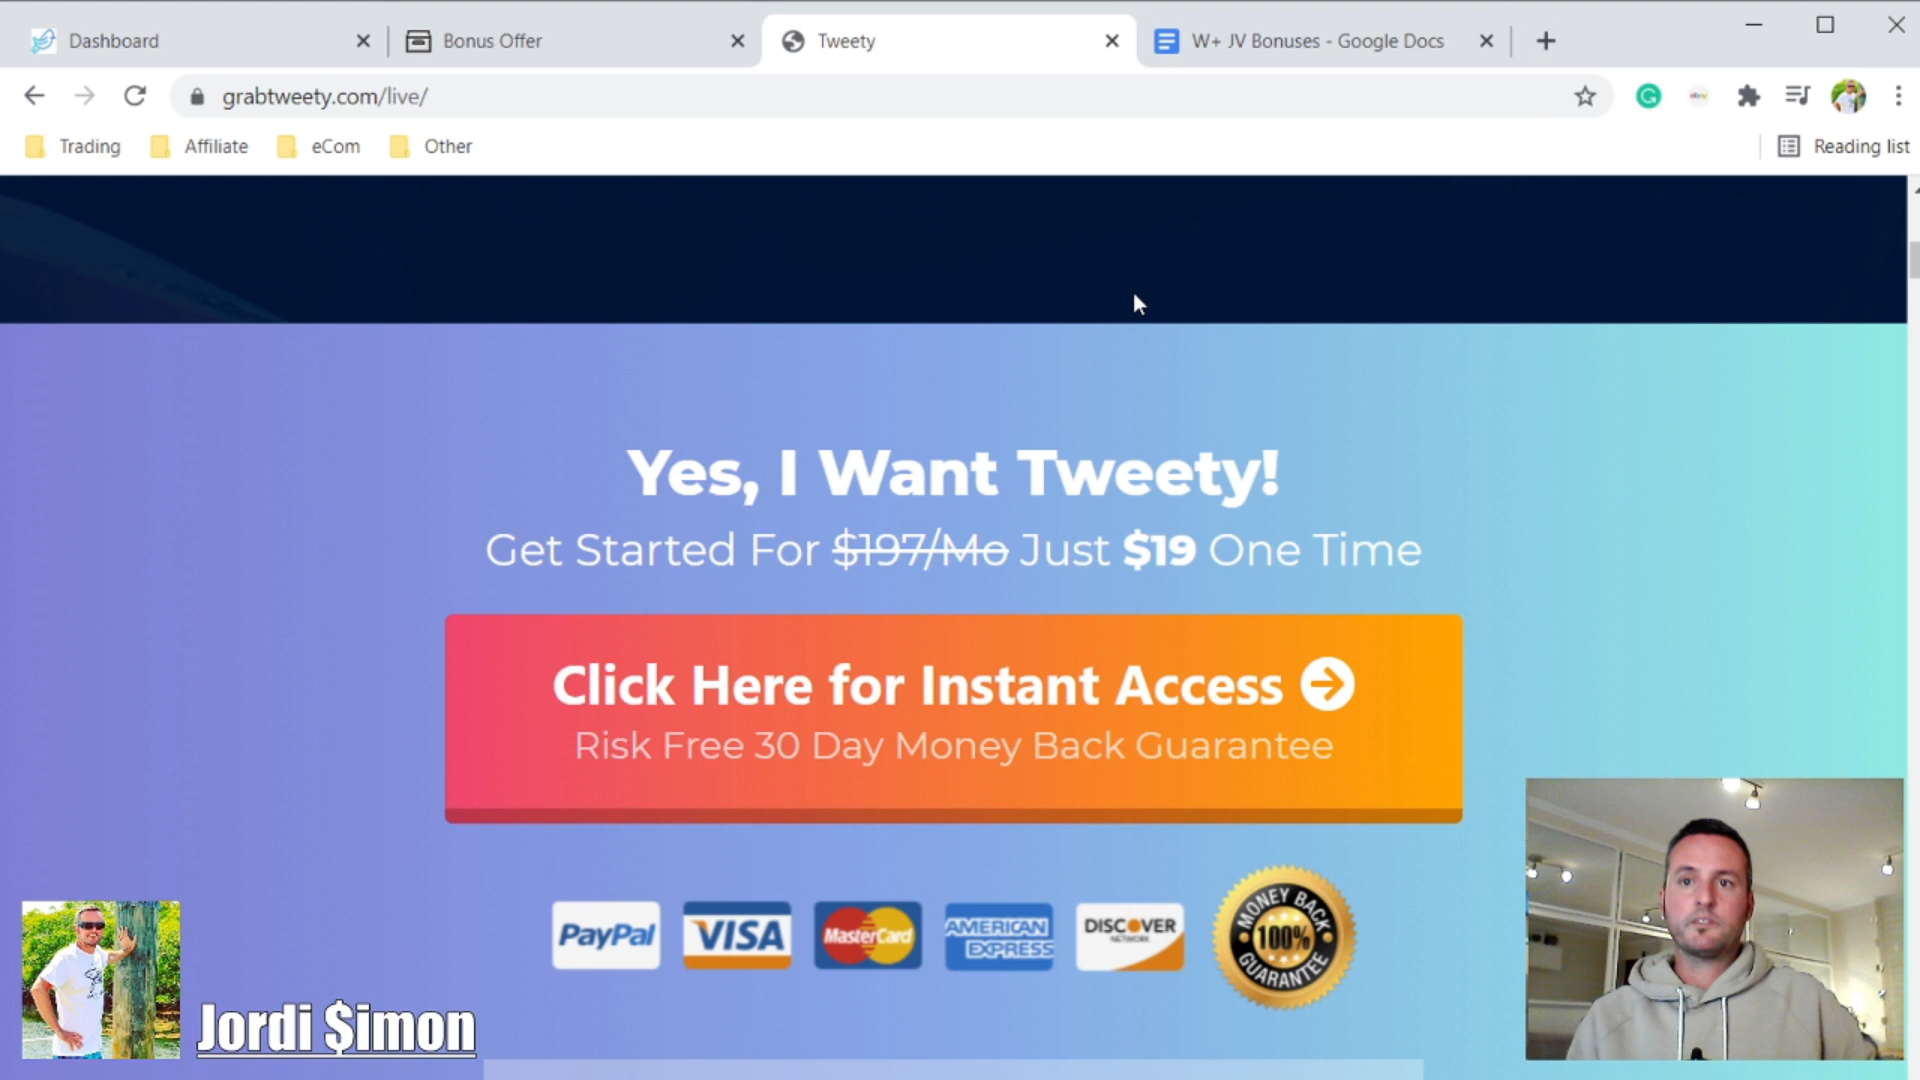 Dashboard
Bonus Offer
Tweety
W+ JV Bonuses - Google Docs
grabtweety.com/live/
Trading
Affiliate
eCom
Other
Reading list
Yes, I Want Tweety!
Get Started For $197/Mo Just $19 One Time
Click Here for Instant Access
Risk Free 30 Day Money Back Guarantee
PayPal
VISA
MasterCard
AMERICAN
EXPRESS
DISCOVER
NETWORK
MONEY BACK
100%
GUARANTEE
Jordi $imon